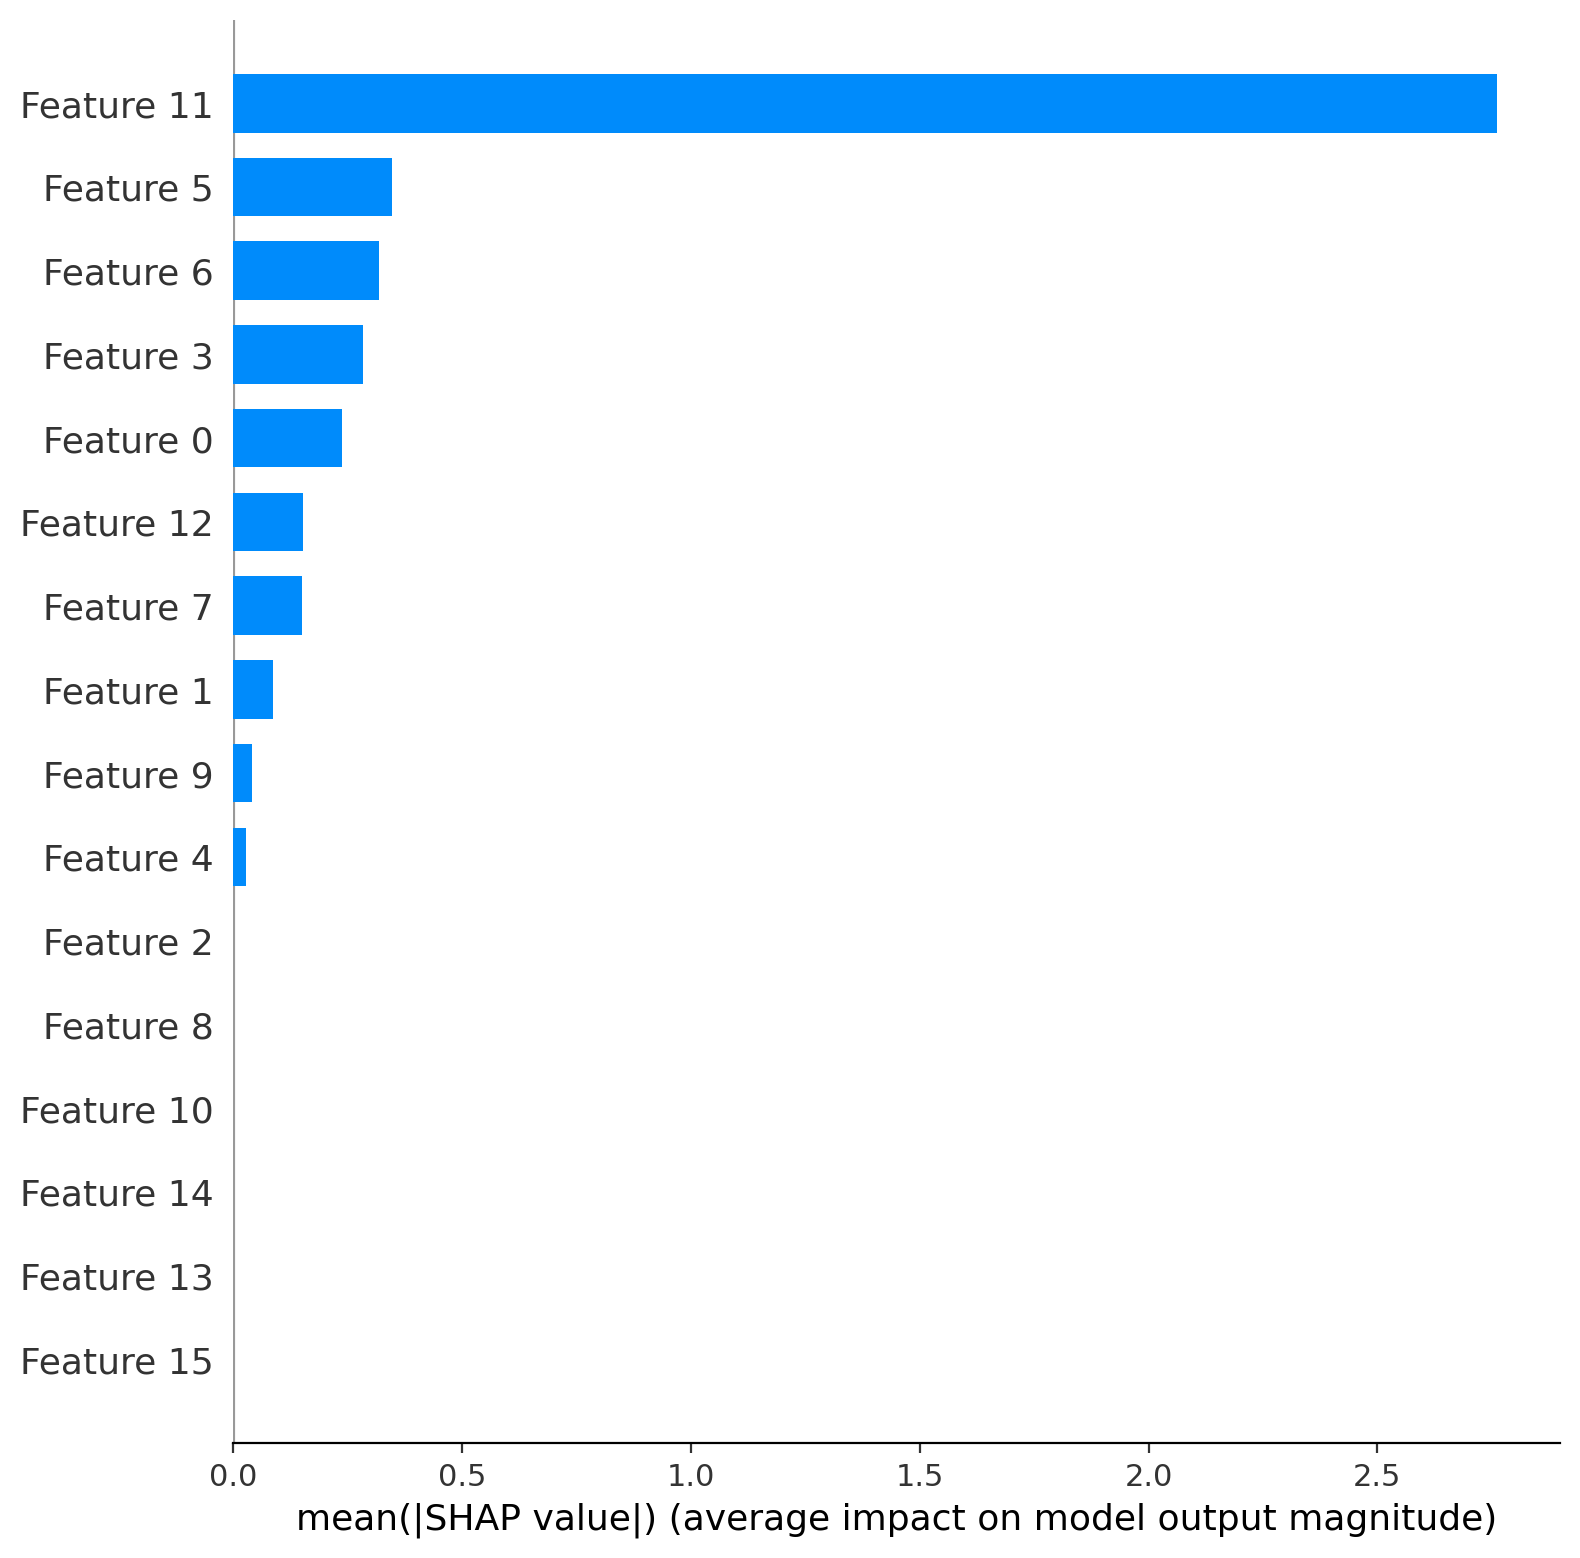 Feature 11
Feature 5
Feature 6
Feature 3
Feature 0
Feature 12
Feature 7
Feature 1
Feature 9
Feature 4
Feature 2
Feature 8
Feature 10
Feature 14
Feature 13
Feature 15
0.0 0.5 1.0 1.5 2.0 2.5
mean(|SHAP value|) (average impact on model output magnitude)